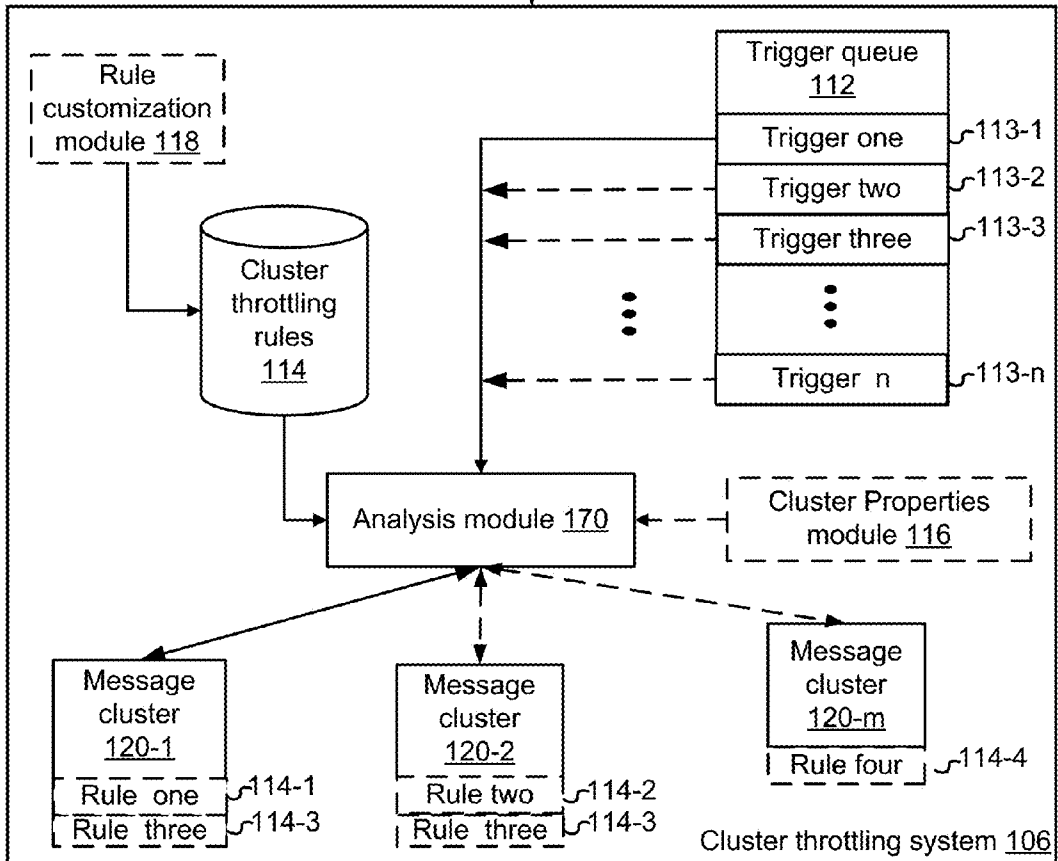 Rule
customization
module 118
Trigger queue
112
Trigger one
113-1
Trigger two
113-2
Trigger three
113-3
Trigger n
113-n
Cluster
throttling
rules
114
Analysis module 170
Cluster Properties
module 116
Message
cluster
120-1
Rule one
114-1
Rule three
114-3
Message
cluster
120-2
Rule two
114-2
Rule three
114-3
Message
cluster
120-m
Rule four
114-4
Cluster throttling system 106